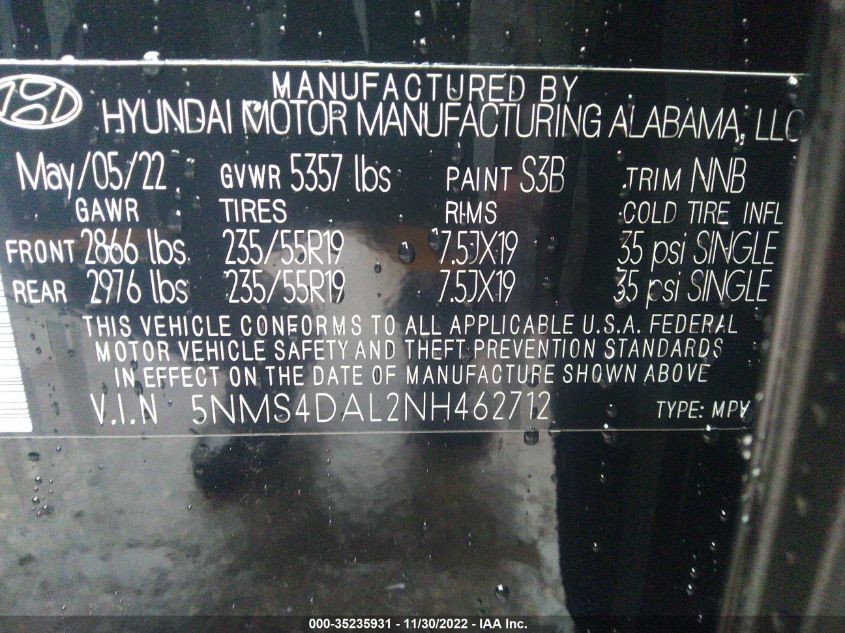 MANUFACTURED BY
HYUNDAI MOTOR MANUFACTURING ALABAMA, LLC
May/05/22 GVWR 5357 lbs PAINT S3B TRIM NNB
GAWR TIRES RIMS COLD TIRE INFL
FRONT 2866 lbs 235/55R19 7.5JX19 35 psi SINGLE
REAR 2976 lbs 235/55R19 7.5JX19 35 psi SINGLE
THIS VEHICLE CONFORMS TO ALL APPLICABLE U.S.A. FEDERAL
MOTOR VEHICLE SAFETY AND THEFT PREVENTION STANDARDS
IN EFFECT ON THE DATE OF MANUFACTURE SHOWN ABOVE
V.I.N 5NMS4DAL2NH462712 TYPE: MPV
000-35235931 - 11/30/2022 - IAA Inc.